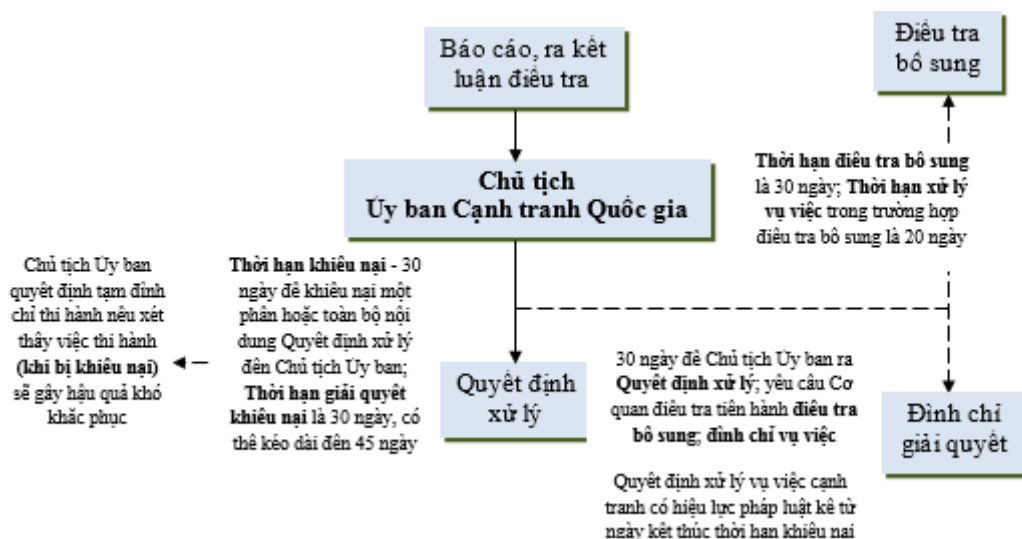 Báo cáo, ra kết
luận điều tra
Điều tra
bổ sung
Chủ tịch
Ủy ban Cạnh tranh Quốc gia
Thời hạn điều tra bổ sung
là 30 ngày; Thời hạn xử lý
vụ việc trong trường hợp
điều tra bổ sung là 20 ngày
Chủ tịch Ủy ban
quyết định tạm đình
chỉ thi hành nếu xét
thấy việc thi hành
(khi bị khiếu nại)
sẽ gây hậu quả khó
khắc phục
Thời hạn khiếu nại - 30
ngày để khiếu nại một
phần hoặc toàn bộ nội
dung Quyết định xử lý
đến Chủ tịch Ủy ban;
Thời hạn giải quyết
khiếu nại là 30 ngày, có
thể kéo dài đến 45 ngày
Quyết định
xử lý
30 ngày để Chủ tịch Ủy ban ra
Quyết định xử lý; yêu cầu Cơ
quan điều tra tiến hành điều tra
bổ sung; đình chỉ vụ việc
Quyết định xử lý vụ việc cạnh
tranh có hiệu lực pháp luật kể từ
ngày kết thúc thời hạn khiếu nại
Đình chỉ
giải quyết